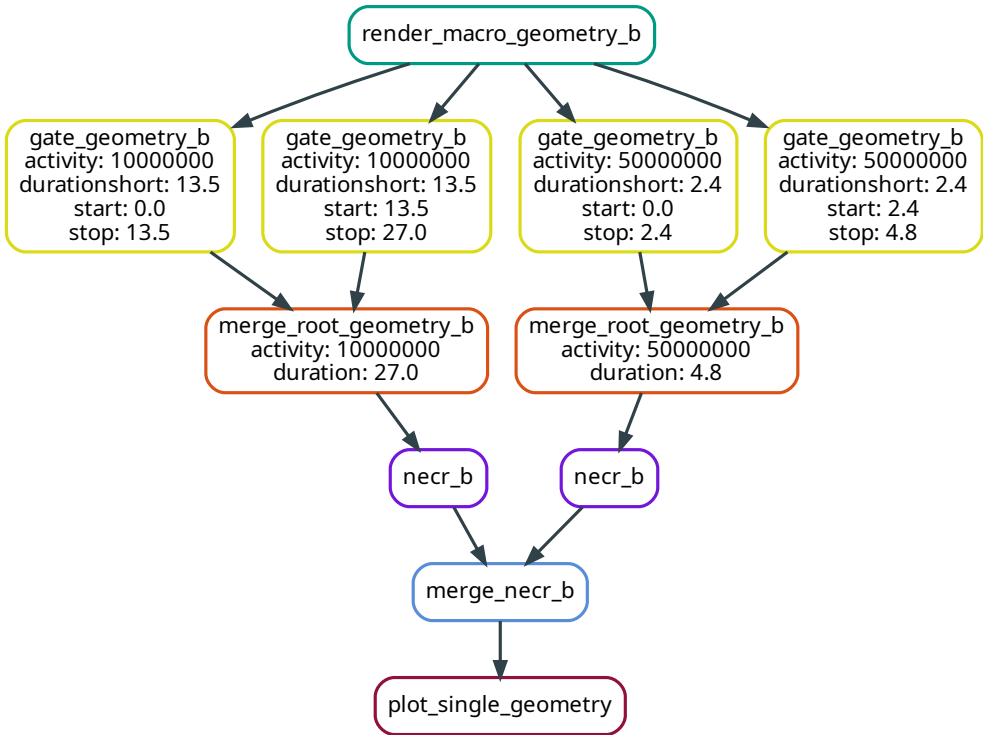 render_macro_geometry_b
gate_geometry_b
activity: 10000000
durationshort: 13.5
start: 0.0
stop: 13.5
gate_geometry_b
activity: 10000000
durationshort: 13.5
start: 13.5
stop: 27.0
gate_geometry_b
activity: 50000000
durationshort: 2.4
start: 0.0
stop: 2.4
gate_geometry_b
activity: 50000000
durationshort: 2.4
start: 2.4
stop: 4.8
merge_root_geometry_b
activity: 10000000
duration: 27.0
merge_root_geometry_b
activity: 50000000
duration: 4.8
necr_b
necr_b
merge_necr_b
plot_single_geometry